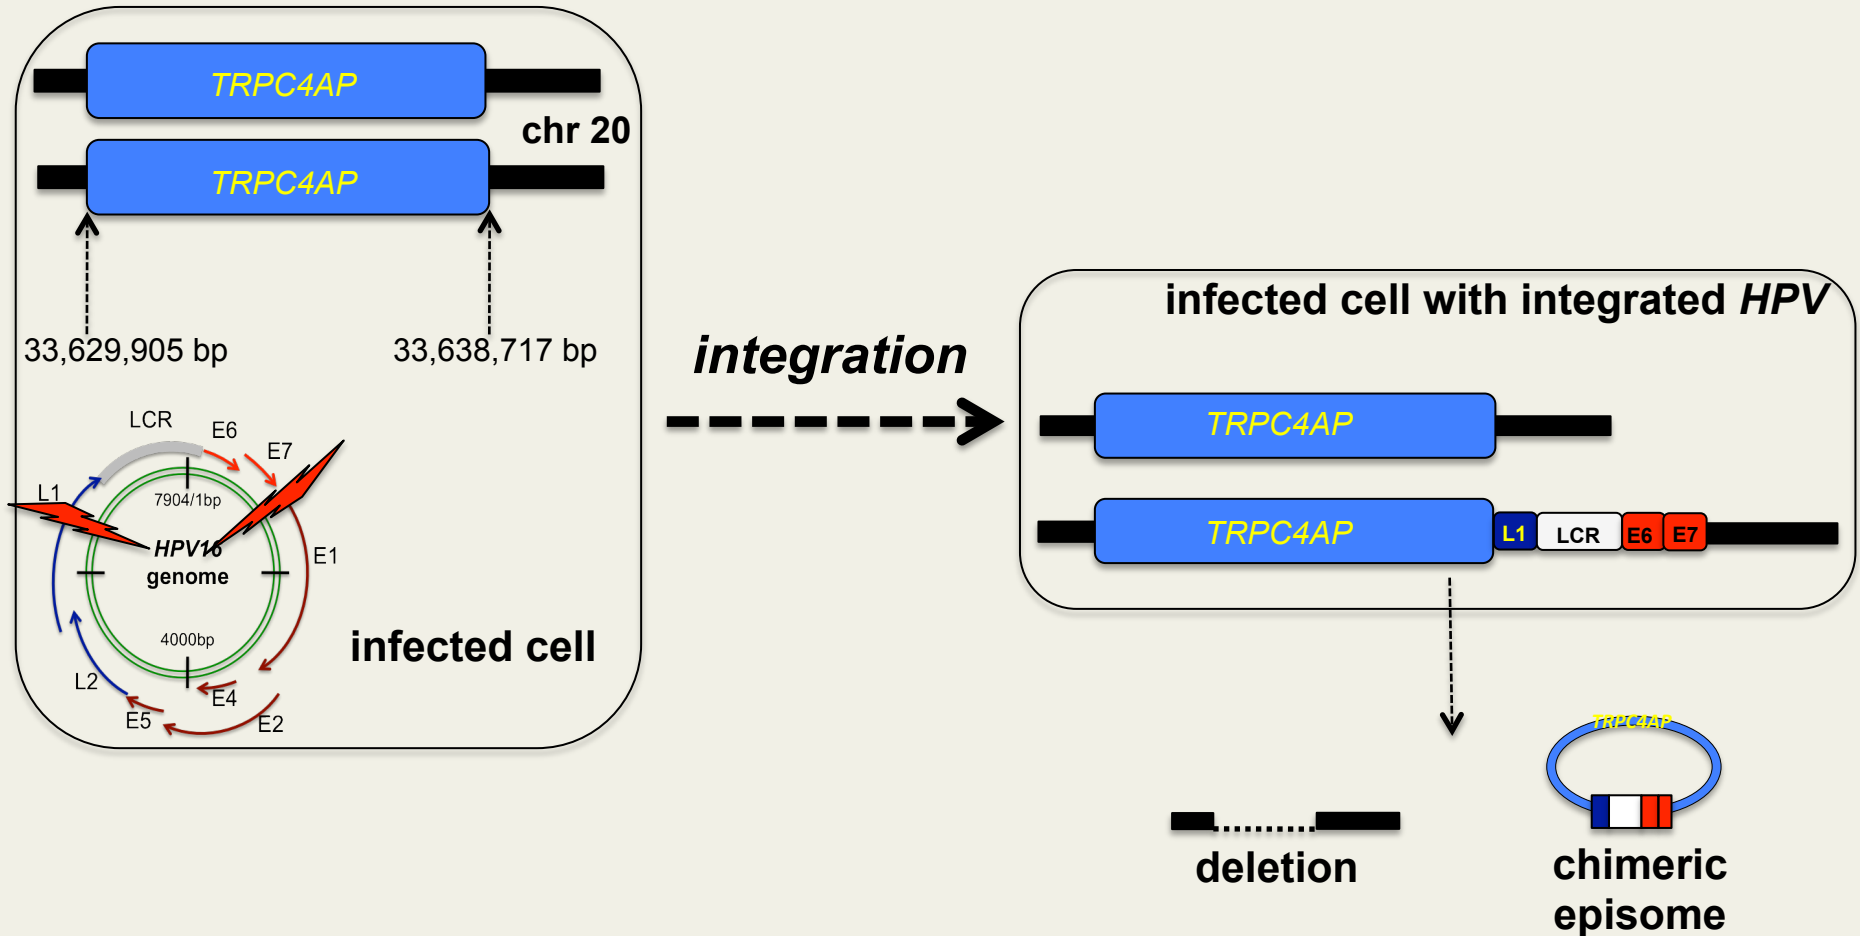 TRPC4AP
chr 20
TRPC4AP
33,629,905 bp
33,638,717 bp
LCR
E6
E7
L1
7904/1bp
HPV16
genome
E1
4000bp
L2
E4
E5
E2
infected cell
integration
infected cell with integrated HPV
TRPC4AP
TRPC4AP
L1
LCR
E6
E7
deletion
TRPC4AP
chimeric
episome